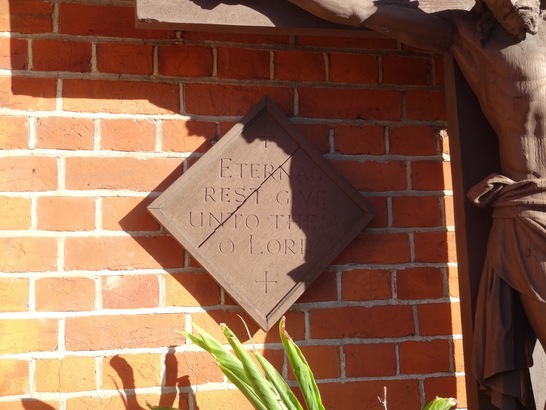 ETERNAL
REST GIVE
UNTO THEM
O LORD